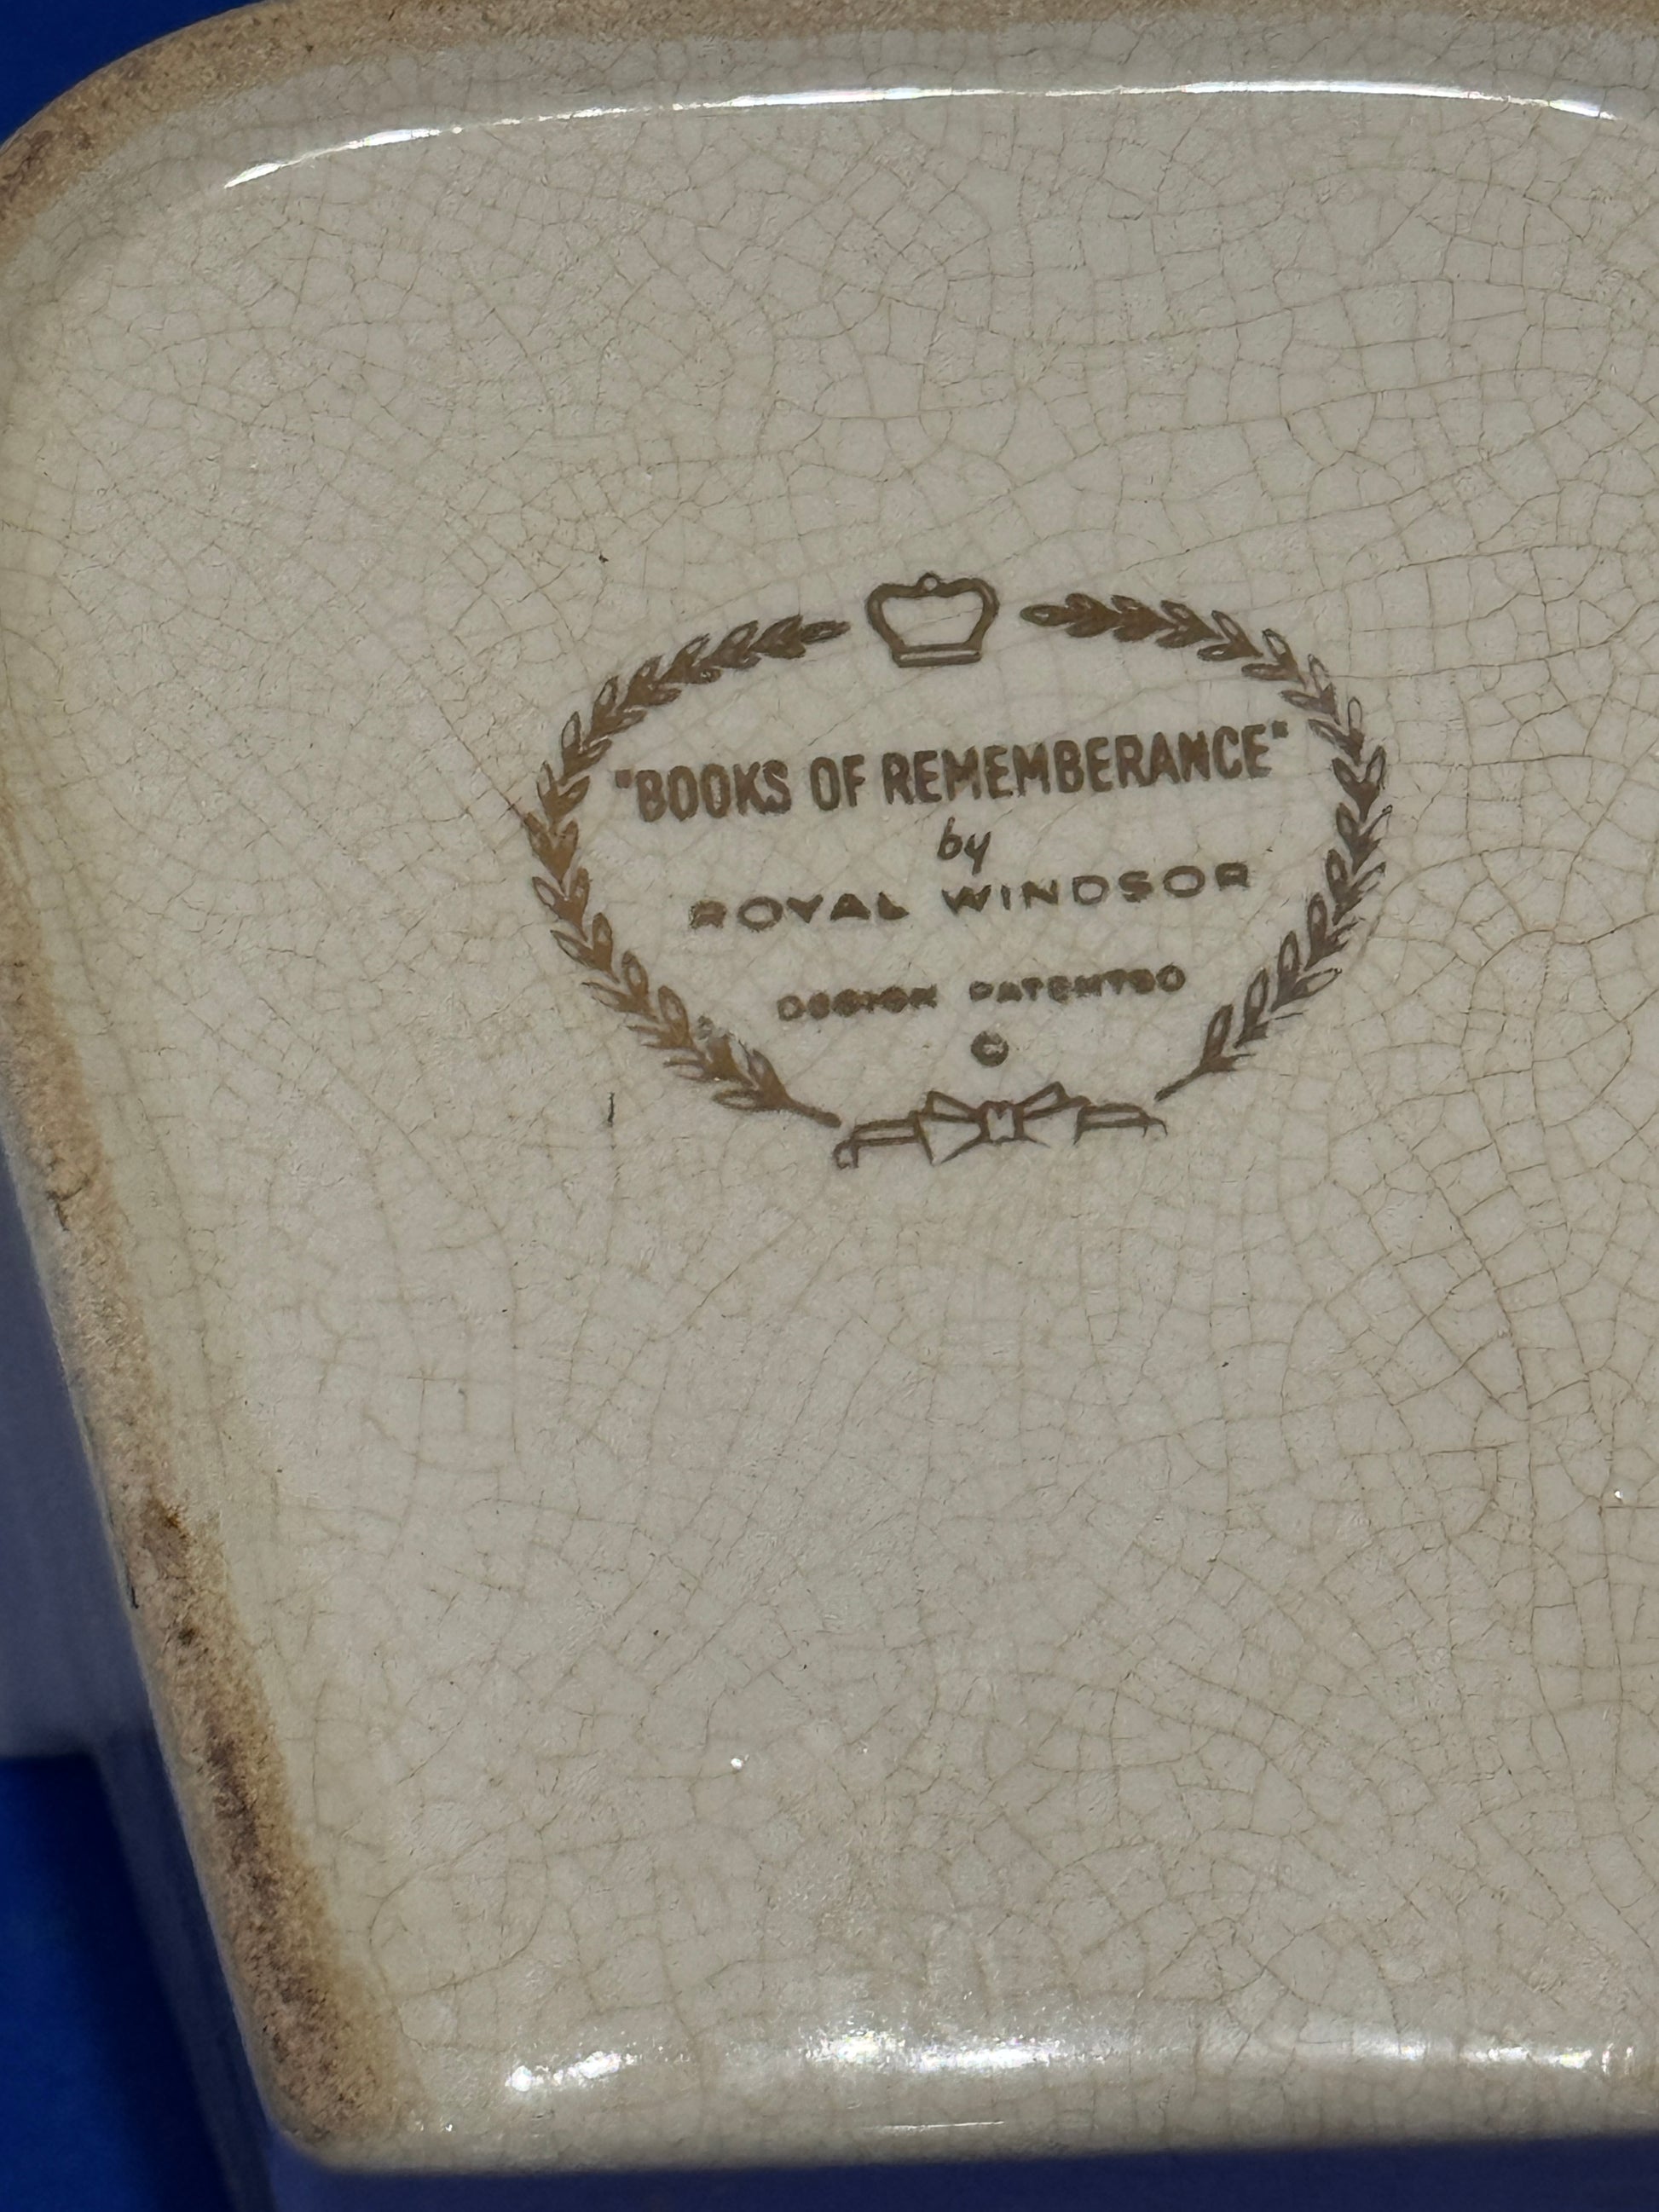 "BOOKS OF REMEMBERANCE"
by
ROYAL WINDSOR
DESIGN PATENTED
©